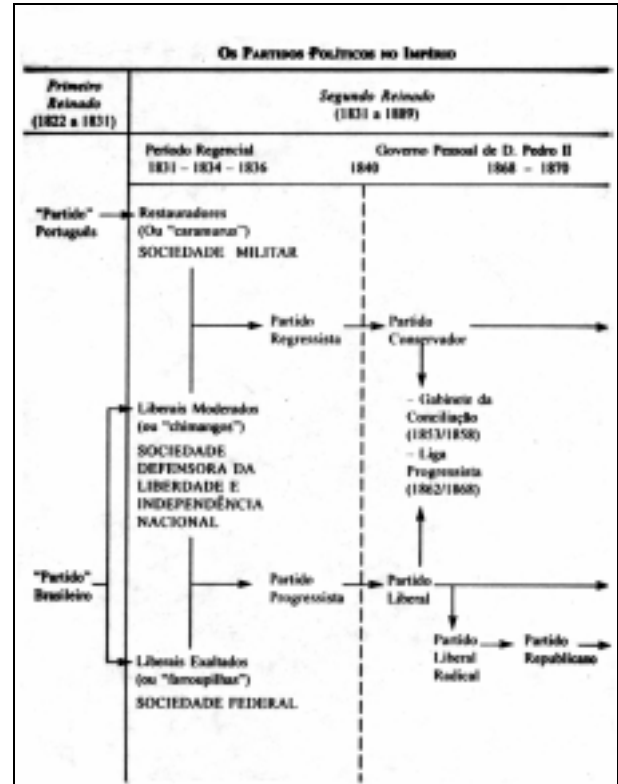 Os Partidos Políticos no Império
Primeiro
Reinado
(1822 a 1831)
Segundo Reinado
(1831 a 1889)
Período Regencial
1831 – 1834 – 1836
1840
Governo Pessoal de D. Pedro II
1868 – 1870
"Partido"
Português
Restauradores
(Ou "caramurus")
SOCIEDADE MILITAR
Partido
Regressista
Partido
Conservador
– Gabinete da
Conciliação
(1853/1858)
– Liga
Progressista
(1862/1868)
Liberais Moderados
(ou "chimangos")
SOCIEDADE
DEFENSORA DA
LIBERDADE E
INDEPENDÊNCIA
NACIONAL
"Partido"
Brasileiro
Partido
Progressista
Partido
Liberal
Partido
Liberal
Radical
Partido
Republicano
Liberais Exaltados
(ou "farroupilhas")
SOCIEDADE FEDERAL